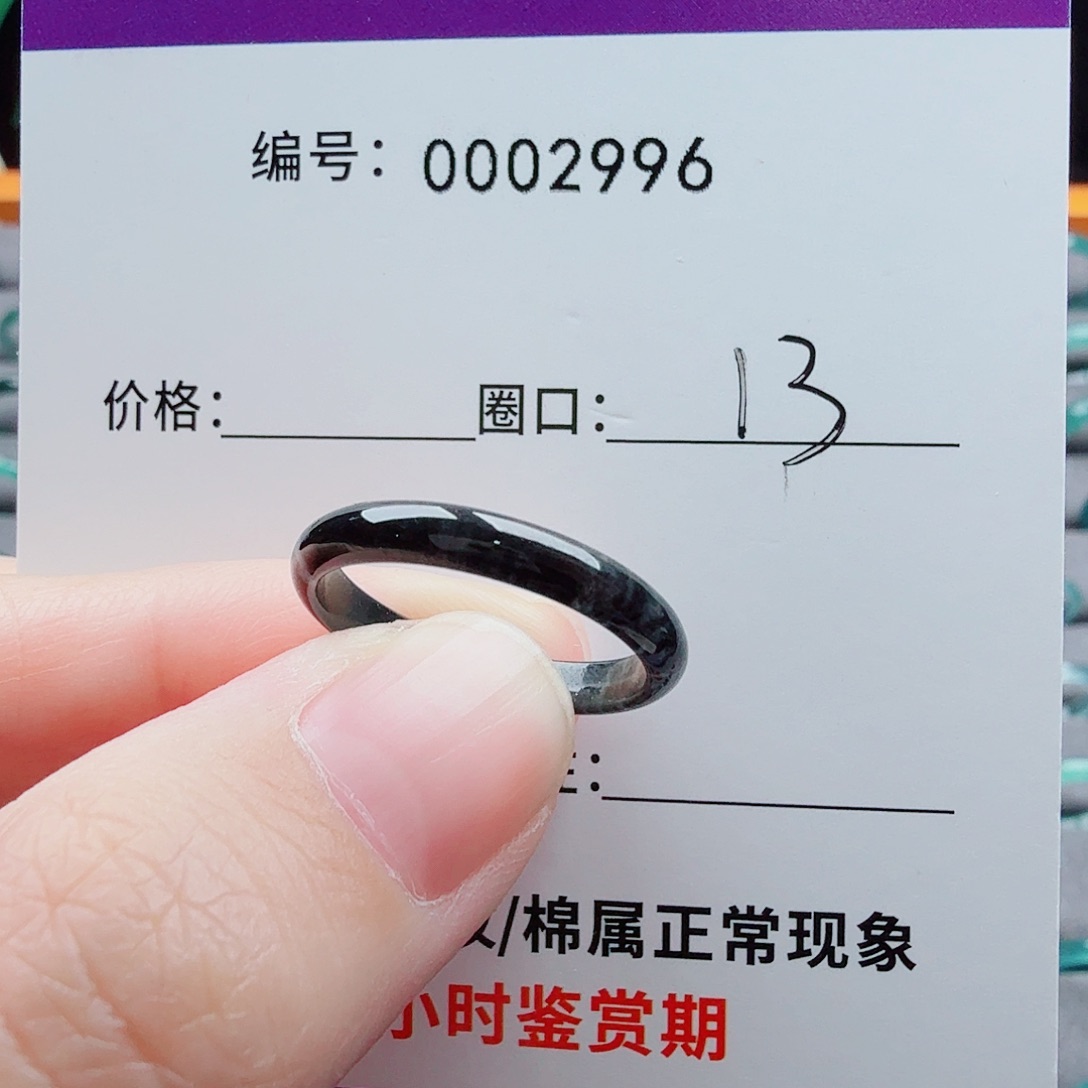 编号：0002996
价格： 圈口：13
：
/棉属正常现象
小时鉴赏期